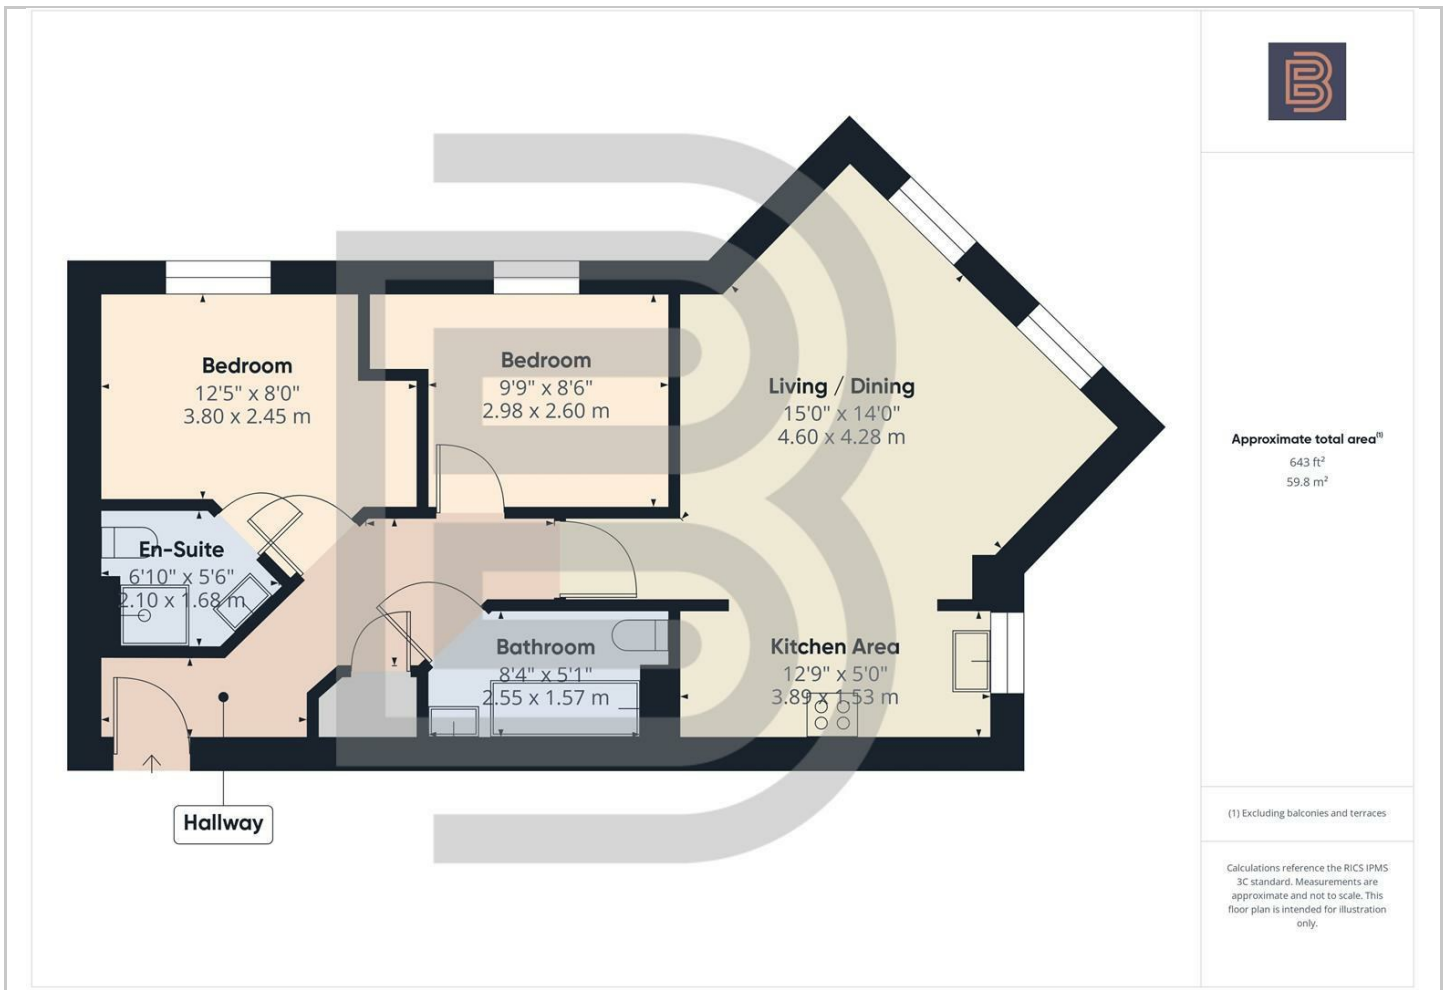 Bedroom
12'5" x 8'0"
3.80 x 2.45 m
Bedroom
9'9" x 8'6"
2.98 x 2.60 m
Living / Dining
15'0" x 14'0"
4.60 x 4.28 m
En-Suite
6'10" x 5'6"
2.10 x 1.68 m
Bathroom
8'4" x 5'1"
2.55 x 1.57 m
Kitchen Area
12'9" x 5'0"
3.89 x 1.53 m
Hallway
Approximate total area(1)
643 ft²
59.8 m²
(1) Excluding balconies and terraces
Calculations reference the RICS IPMS
3C standard. Measurements are
approximate and not to scale. This
floor plan is intended for illustration
only.